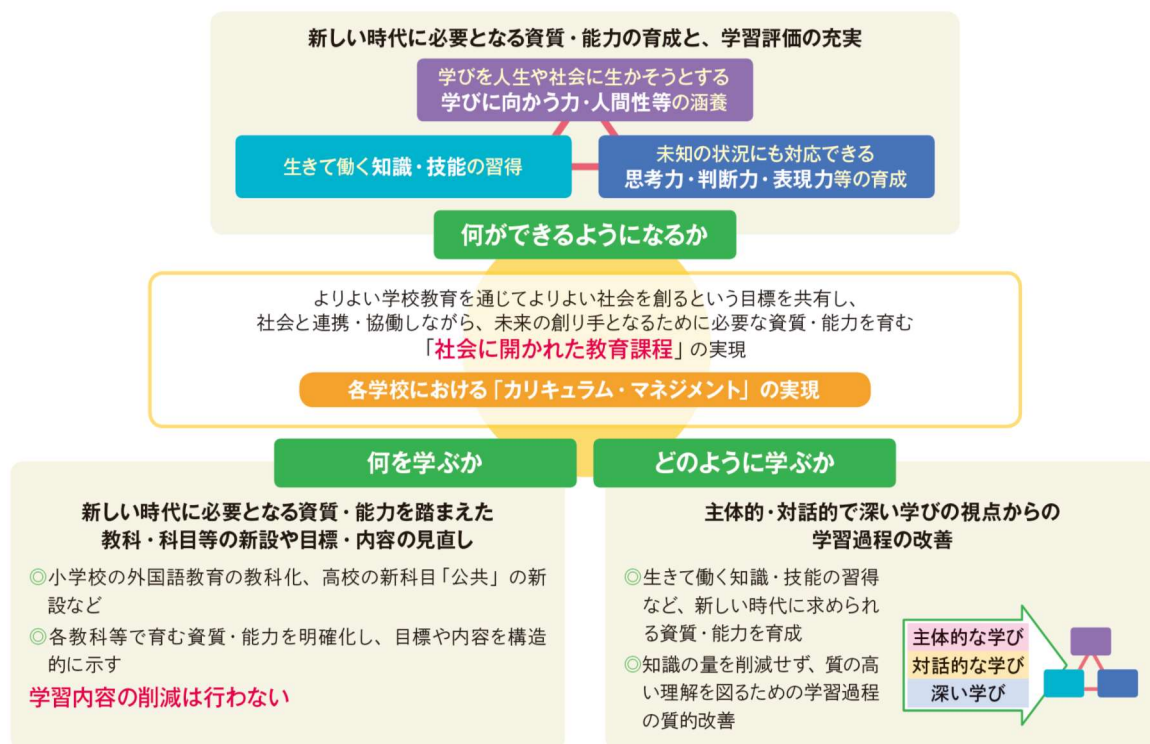 新しい時代に必要となる資質・能力の育成と、学習評価の充実
学びを人生や社会に生かそうとする
学びに向かう力・人間性等の涵養
生きて働く知識・技能の習得
未知の状況にも対応できる
思考力・判断力・表現力等の育成
何ができるようになるか
よりよい学校教育を通じてよりよい社会を創るという目標を共有し、
社会と連携・協働しながら、未来の創り手となるために必要な資質・能力を育む
「社会に開かれた教育課程」の実現
各学校における「カリキュラム・マネジメント」の実現
何を学ぶか
新しい時代に必要となる資質・能力を踏まえた
教科・科目等の新設や目標・内容の見直し
◎小学校の外国語教育の教科化、高校の新科目「公共」の新
設など
◎各教科等で育む資質・能力を明確化し、目標や内容を構造
的に示す
学習内容の削減は行わない
どのように学ぶか
主体的・対話的で深い学びの視点からの
学習過程の改善
◎生きて働く知識・技能の習得
など、新しい時代に求められ
る資質・能力を育成
◎知識の量を削減せず、質の高
い理解を図るための学習過程
の質的改善
主体的な学び
対話的な学び
深い学び